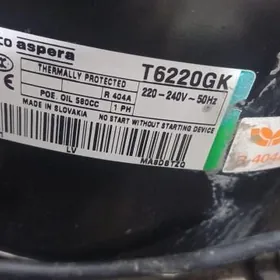 aspera
T6220GK
THERMALLY PROTECTED
220-240V~50Hz
R 404A
POE. OIL 580CC
1 PH
MADE IN SLOVAKIA
NO START WITHOUT STARTING DEVICE
LV